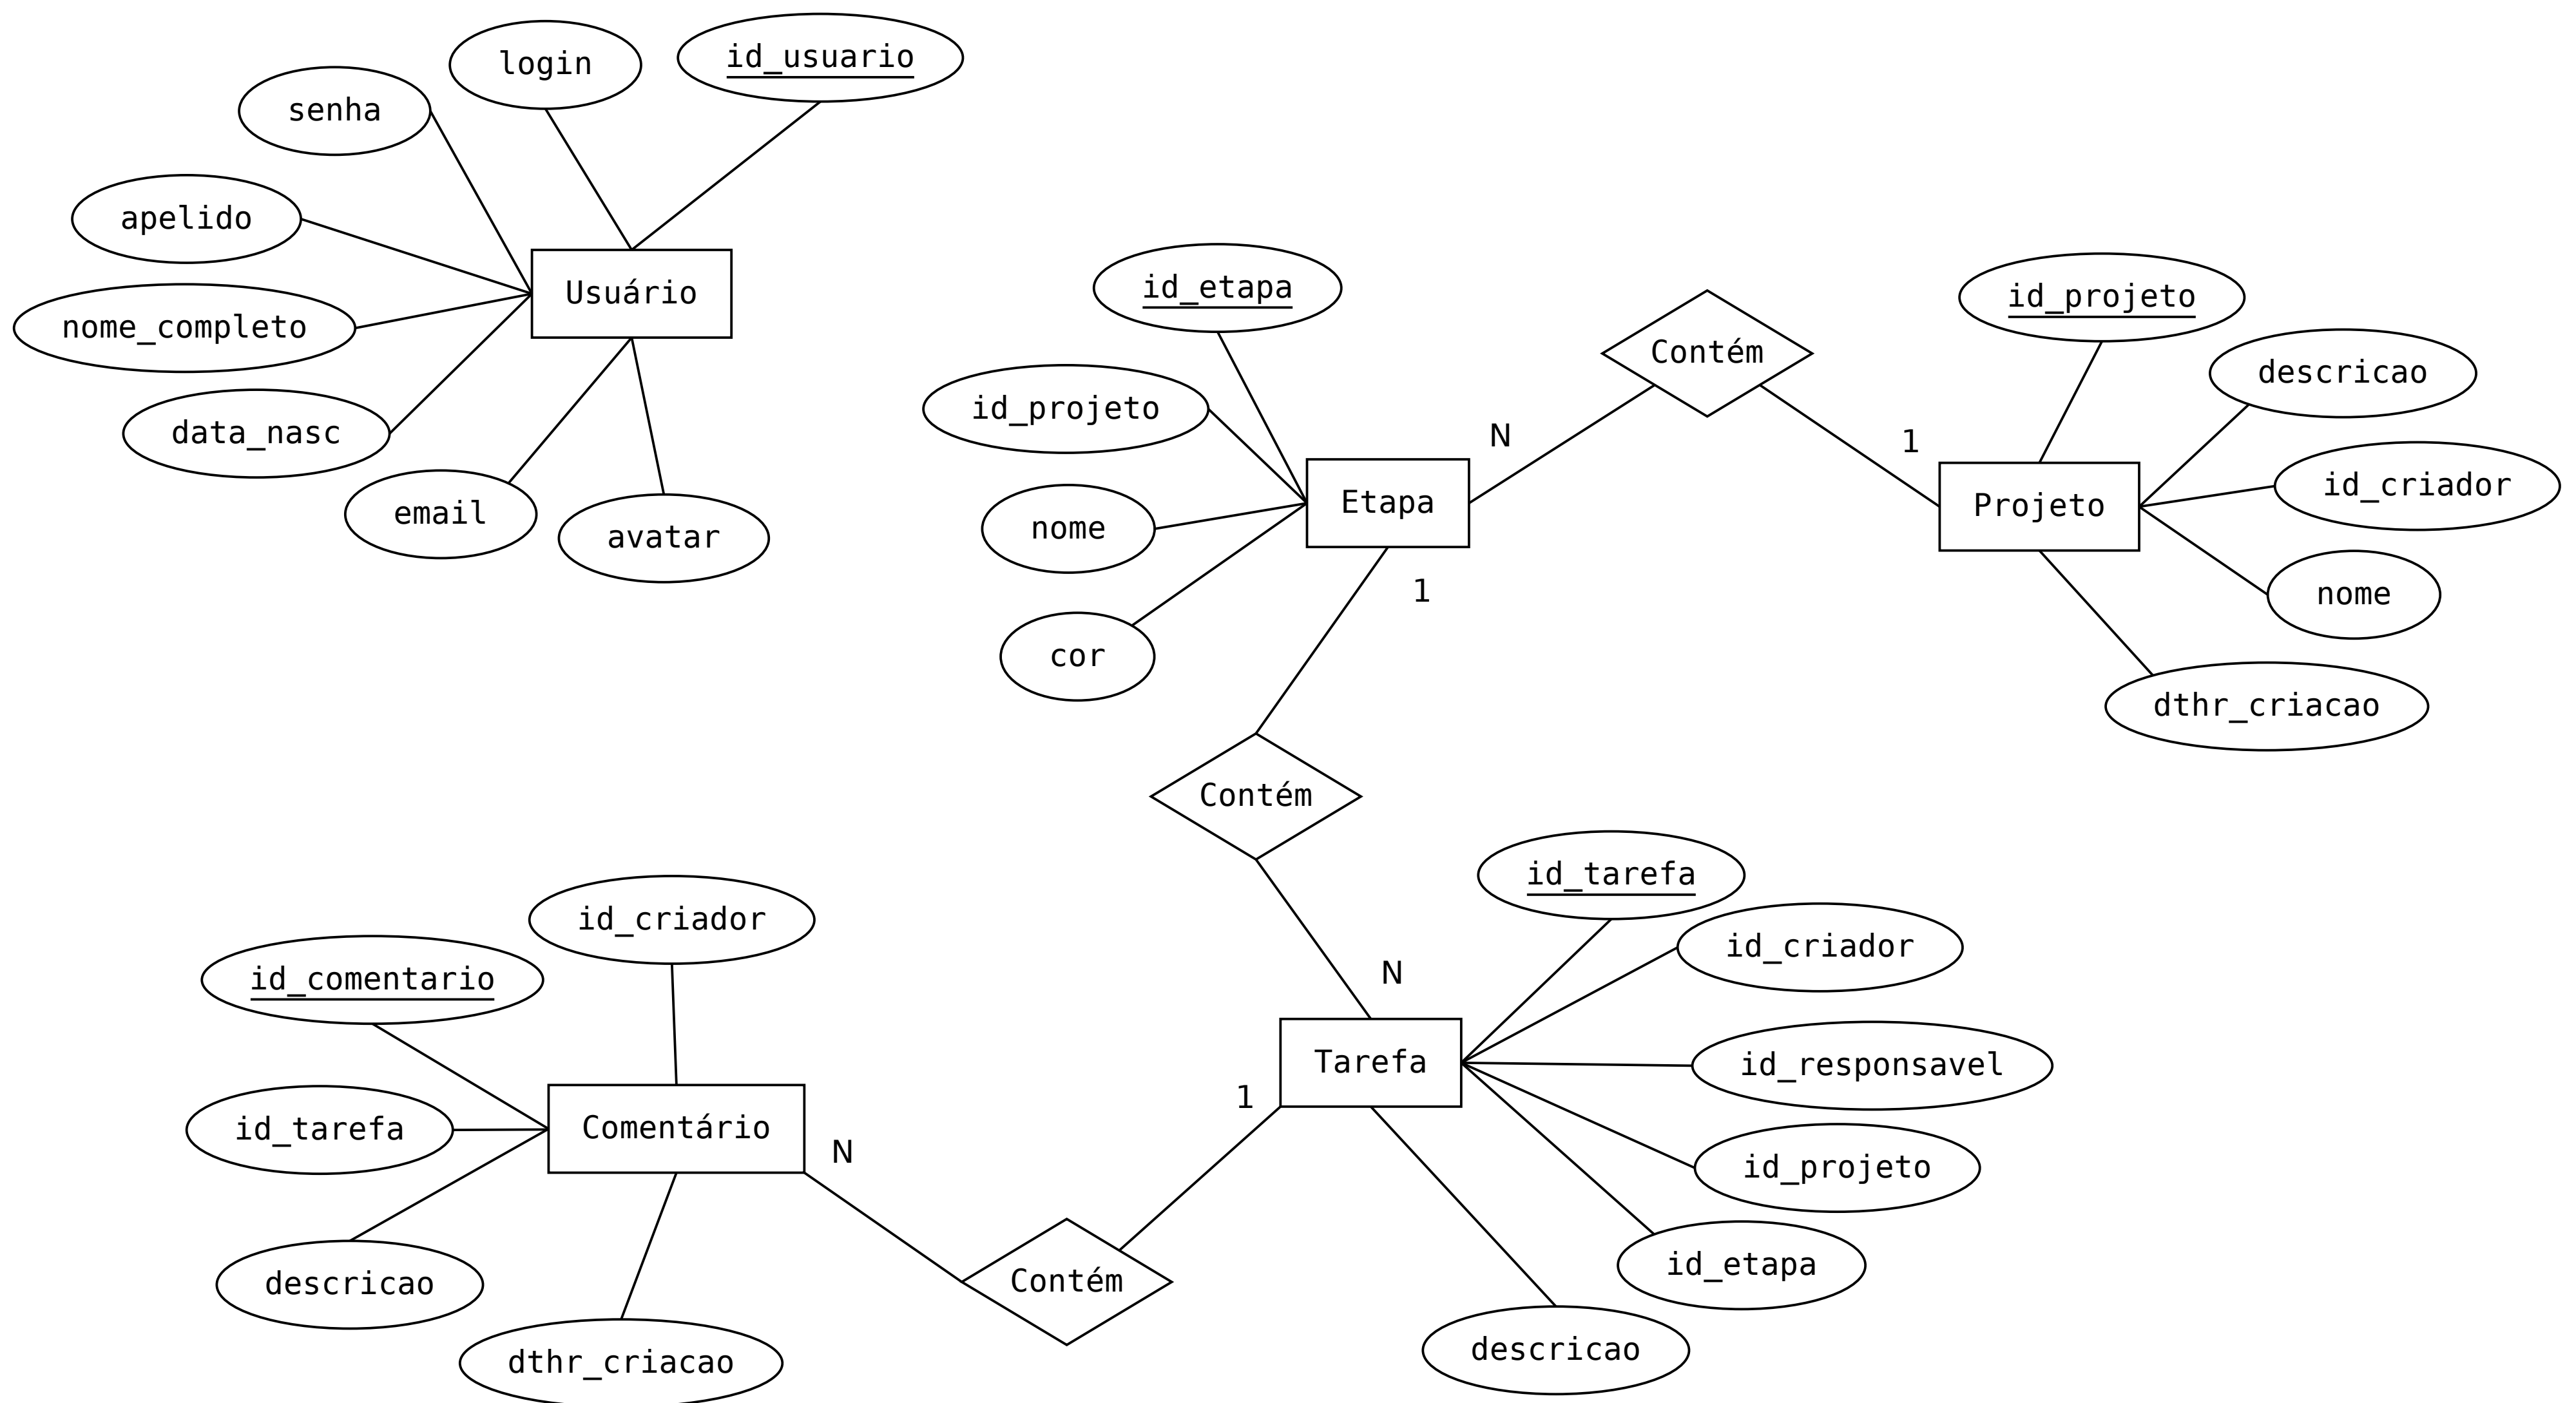 id_usuario
login
senha
apelido
Usuário
nome_completo
data_nasc
email
avatar
id_etapa
id_projeto
Etapa
nome
cor
N
Contém
1
id_projeto
descricao
id_criador
Projeto
nome
dthr_criacao
1
Contém
N
id_tarefa
id_criador
Tarefa
id_responsavel
id_projeto
id_etapa
descricao
1
Contém
N
id_criador
id_comentario
id_tarefa
Comentário
descricao
dthr_criacao